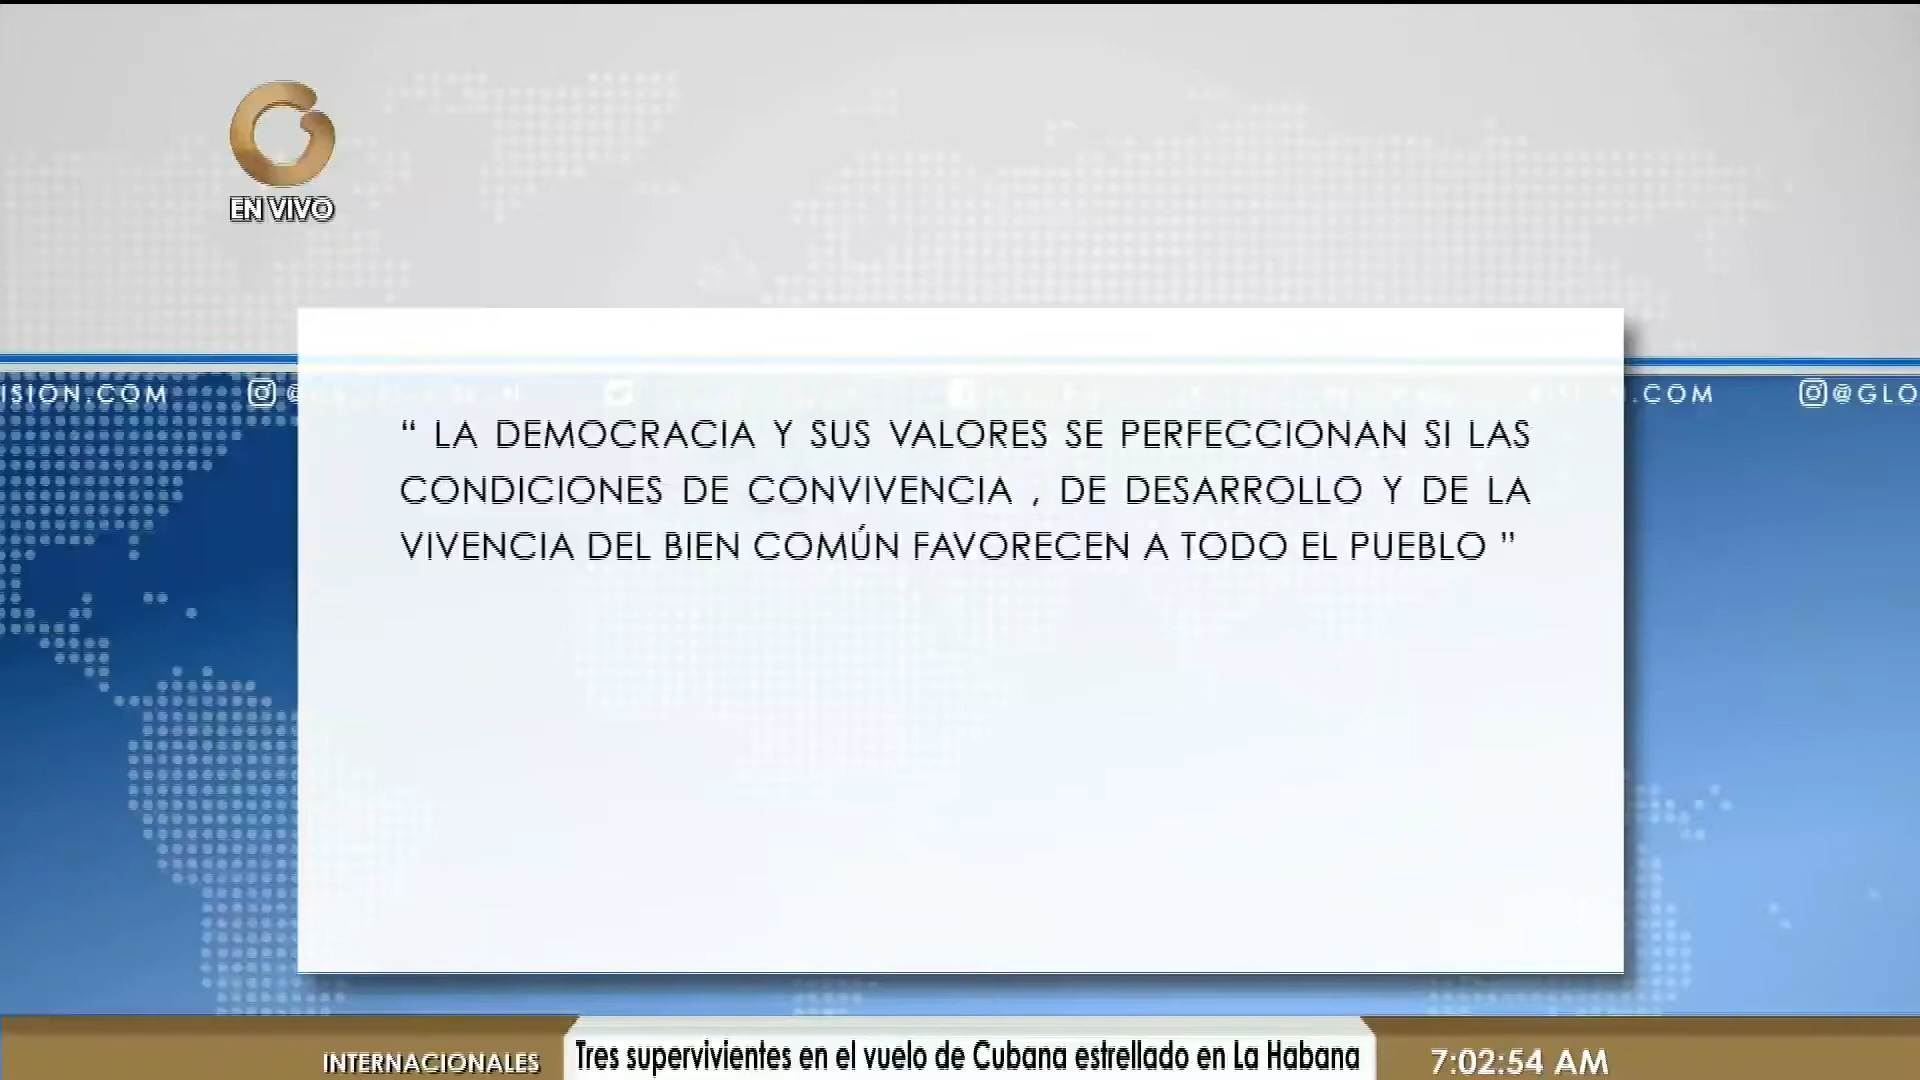 EN VIVO
ISION.COM
.COM
@GLO
“ LA DEMOCRACIA Y SUS VALORES SE PERFECCIONAN SI LAS
CONDICIONES DE CONVIVENCIA , DE DESARROLLO Y DE LA
VIVENCIA DEL BIEN COMÚN FAVORECEN A TODO EL PUEBLO ”
INTERNACIONALES
Tres supervivientes en el vuelo de Cubana estrellado en La Habana
7:02:54 AM